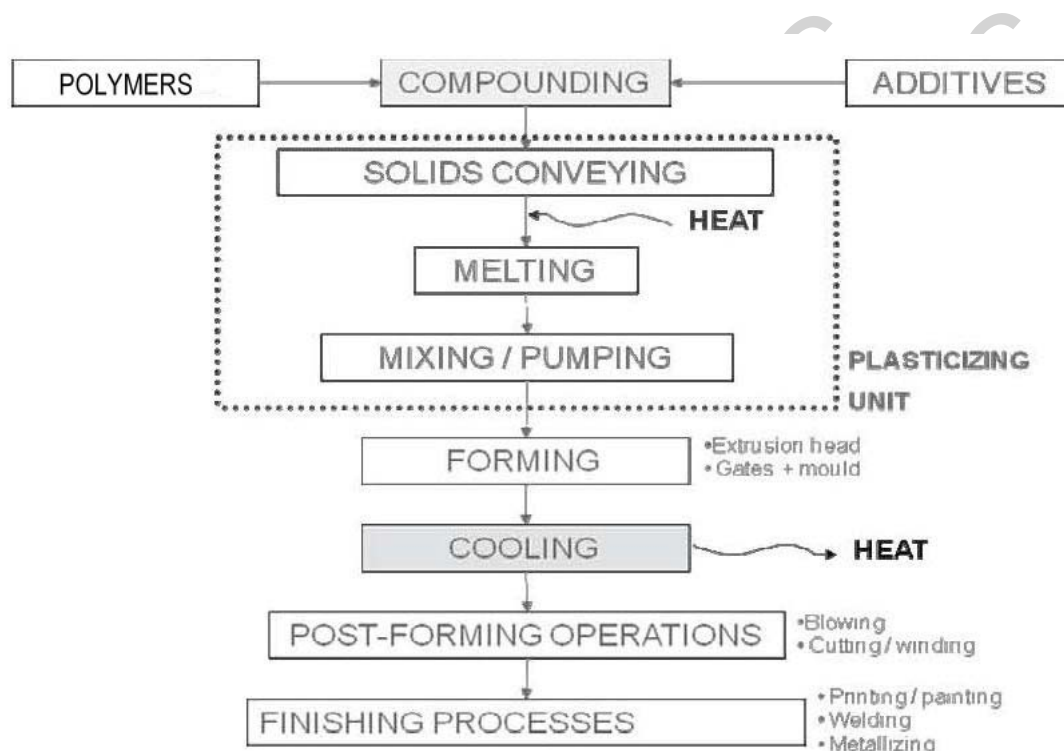 POLYMERS
COMPOUNDING
ADDITIVES
SOLIDS CONVEYING
HEAT
MELTING
MIXING / PUMPING
PLASTICIZING
UNIT
FORMING
•Extrusion head
•Gates + mould
COOLING
HEAT
POST-FORMING OPERATIONS
•Blowing
•Cutting / winding
FINISHING PROCESSES
•Printing / painting
•Welding
•Metallizing